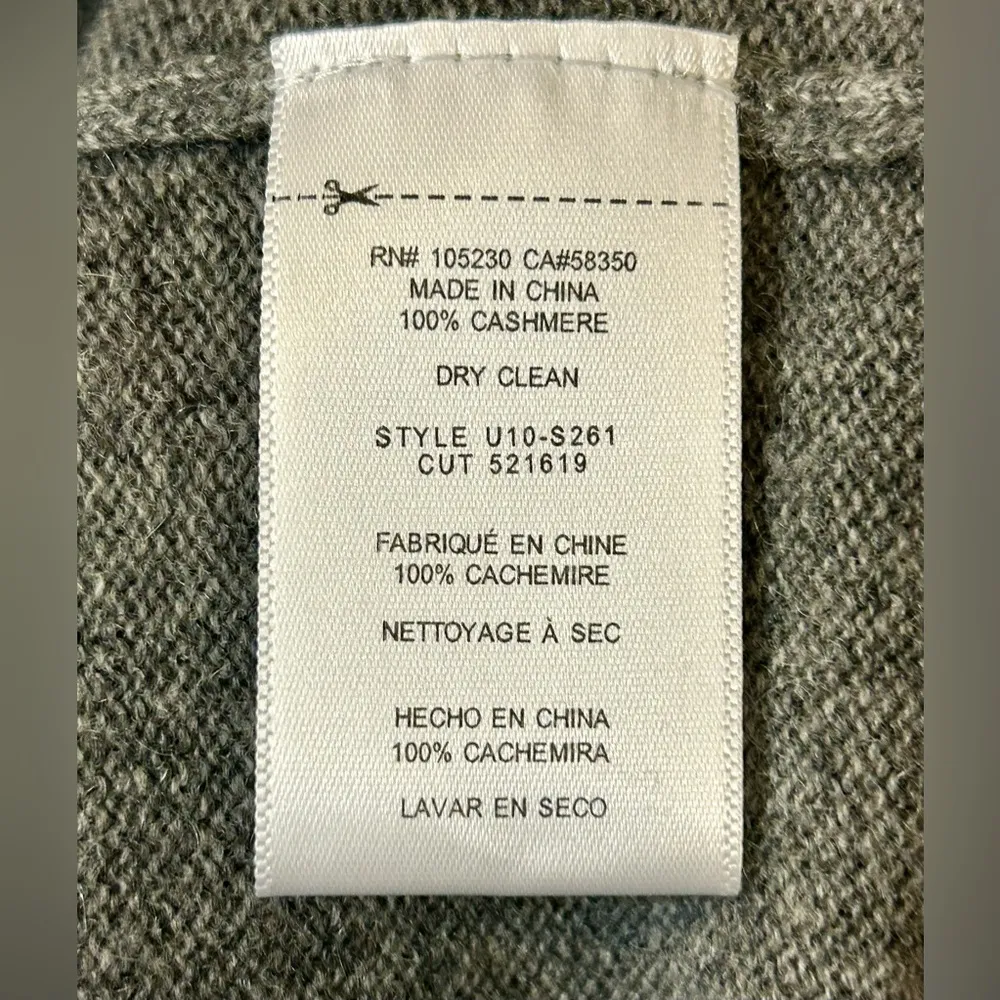 RN# 105230 CA#58350
MADE IN CHINA
100% CASHMERE
DRY CLEAN
STYLE U10-S261
CUT 521619
FABRIQUÉ EN CHINE
100% CACHEMIRE
NETTOYAGE À SEC
HECHO EN CHINA
100% CACHEMIRA
LAVAR EN SECO